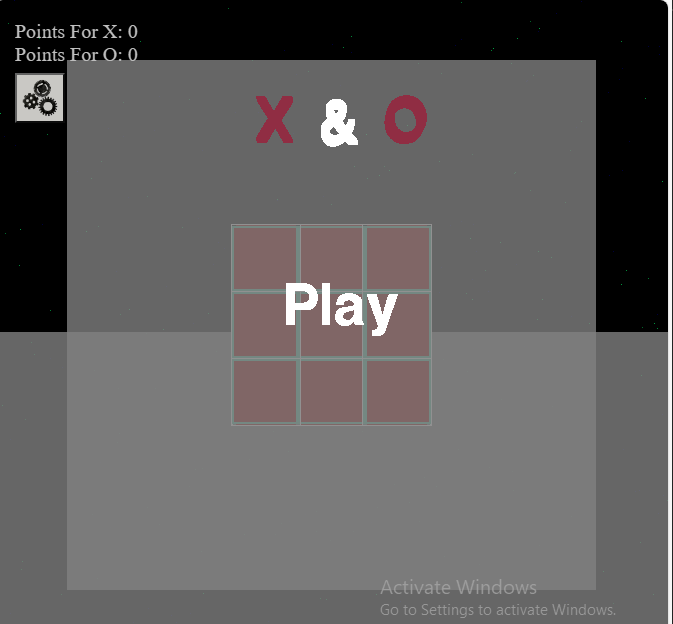 Points For X: 0
Points For O: 0
X & O
Play
Activate Windows
Go to Settings to activate Windows.